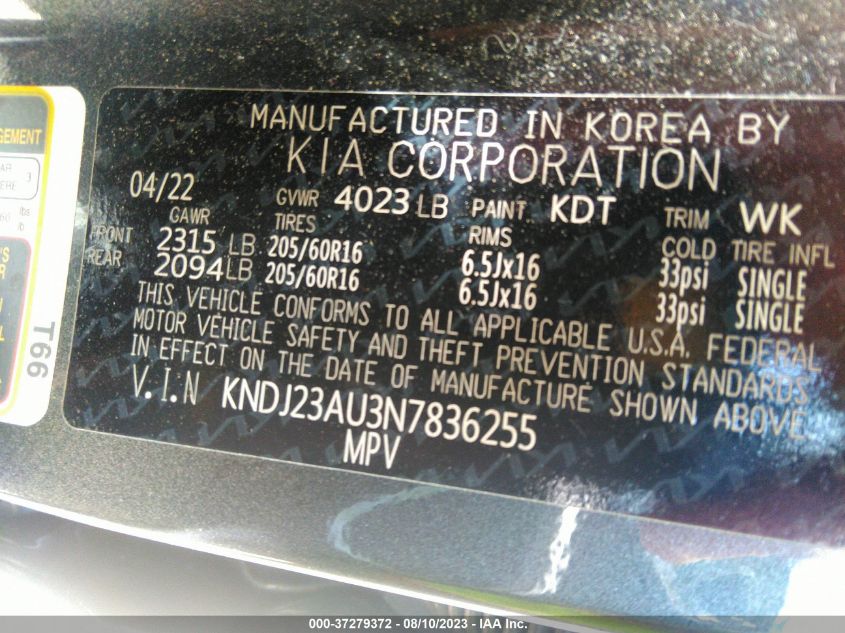 MANUFACTURED IN KOREA BY
KIA CORPORATION
04/22 GVWR 4023 LB PAINT KDT TRIM WK
GAWR TIRES RIMS COLD TIRE INFL
FRONT 2315 LB 205/60R16 6.5Jx16 33psi SINGLE
REAR 2094 LB 205/60R16 6.5Jx16 33psi SINGLE
THIS VEHICLE CONFORMS TO ALL APPLICABLE U.S.A. FEDERAL
MOTOR VEHICLE SAFETY AND THEFT PREVENTION STANDARDS
IN EFFECT ON THE DATE OF MANUFACTURE SHOWN ABOVE
V.I.N KNDJ23AU3N7836255
MPV
T66
000-37279372 - 08/10/2023 - IAA Inc.